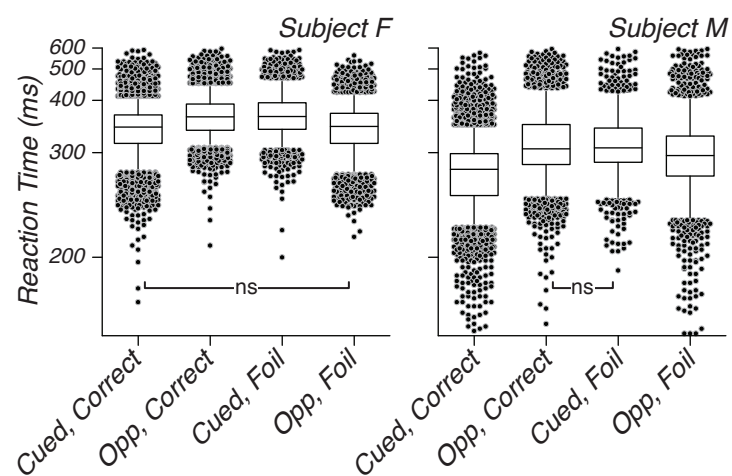 Subject F
Subject M
Reaction Time (ms)
600
500
400
300
200
ns
ns
Cued, Correct
Opp, Correct
Cued, Foil
Opp, Foil
Cued, Correct
Opp, Correct
Cued, Foil
Opp, Foil